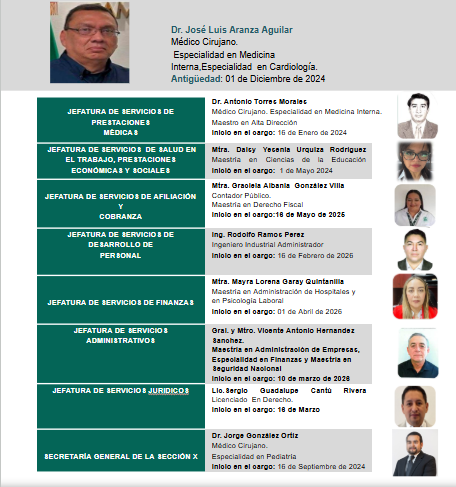 Dr. José Luis Aranza Aguilar
Médico Cirujano.
Especialidad en Medicina
Interna,Especialidad en Cardiología.
Antigüedad: 01 de Diciembre de 2024
JEFATURA DE SERVICIOS DE
PRESTACIONES
MÉDICAS
Dr. Antonio Torres Morales
Médico Cirujano. Especialidad en Medicina Interna.
Maestro en Alta Dirección
Inicio en el cargo: 16 de Enero de 2024
JEFATURA DE SERVICIOS DE SALUD EN
EL TRABAJO, PRESTACIONES
ECONÓMICAS Y SOCIALES
Mtra. Daisy Yesenia Urquiza Rodríguez
Maestria en Ciencias de la Educación
Inicio en el cargo: 1 de Mayo de 2024
JEFATURA DE SERVICIOS DE AFILIACIÓN
Y
COBRANZA
Mtra. Graciela Albania González Villa
Contador Público.
Maestria en Derecho Fiscal
Inicio en el cargo:16 de Mayo de 2025
JEFATURA DE SERVICIOS DE
DESARROLLO DE
PERSONAL
Ing. Rodolfo Ramos Perez
Ingeniero Industrial Administrador
Inicio en el cargo: 16 de Febrero de 2026
JEFATURA DE SERVICIOS DE FINANZAS
Mtra. Mayra Lorena Garay Quintanilla
Maestría en Administración de Hospitales y
en Psicología Laboral
Inicio en el cargo: 01 de Abril de 2026
JEFATURA DE SERVICIOS
ADMINISTRATIVOS
Gral. y Mtro. Vicente Antonio Hernandez
Sanchez.
Maestría en Administración de Empresas,
Especialidad en Finanzas y Maestría en
Seguridad Nacional
Inicio en el cargo: 10 de marzo de 2026
JEFATURA DE SERVICIOS JURIDICOS
Lic.Sergio Guadalupe Cantú Rivera
Licenciado En Derecho.
Inicio en el cargo: 16 de Marzo
SECRETARÍA GENERAL DE LA SECCIÓN X
Dr. Jorge González Ortiz
Médico Cirujano.
Especialidad en Pediatría
Inicio en el cargo: 16 de Septiembre de 2024